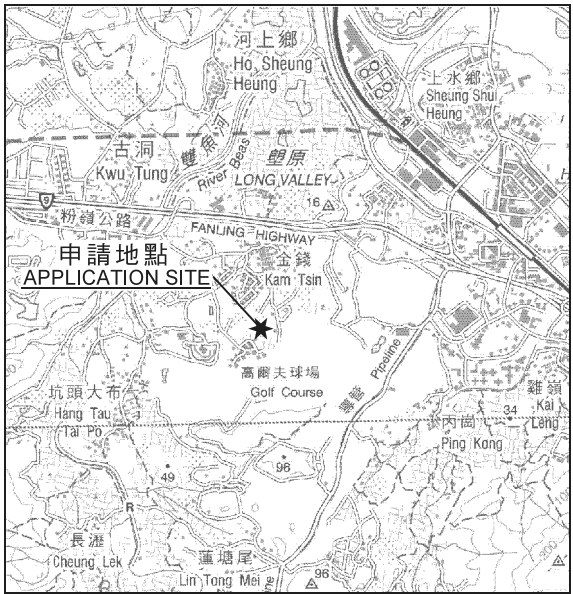 河上鄉
Ho Sheung
Heung
上水鄉
Sheung Shui
Heung
古洞
Kwu Tung
雙魚河
River Beas
塱原
LONG VALLEY
16
9
粉嶺公路
FANLING HIGHWAY
申請地點
APPLICATION SITE
金錢
Kam Tsin
高爾夫球場
Golf Course
Pipeline
坑頭大布
Hang Tau
Tai Po
雞嶺
Kai
Leng
34
丙崗
Ping Kong
49
96
R
長瀝
Cheung Lek
蓮塘尾
Lin Tong Mei
96
200